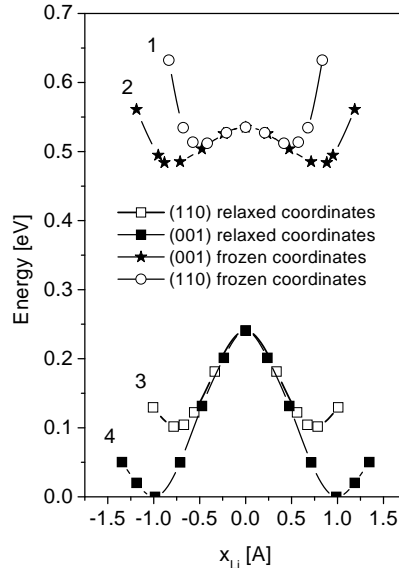 0.7
0.6
0.5
0.4
0.3
0.2
0.1
0.0
Energy [eV]
1
2
(110) relaxed coordinates
(001) relaxed coordinates
(001) frozen coordinates
(110) frozen coordinates
3
4
-1.5 -1.0 -0.5 0.0 0.5 1.0 1.5
x_Li [A]